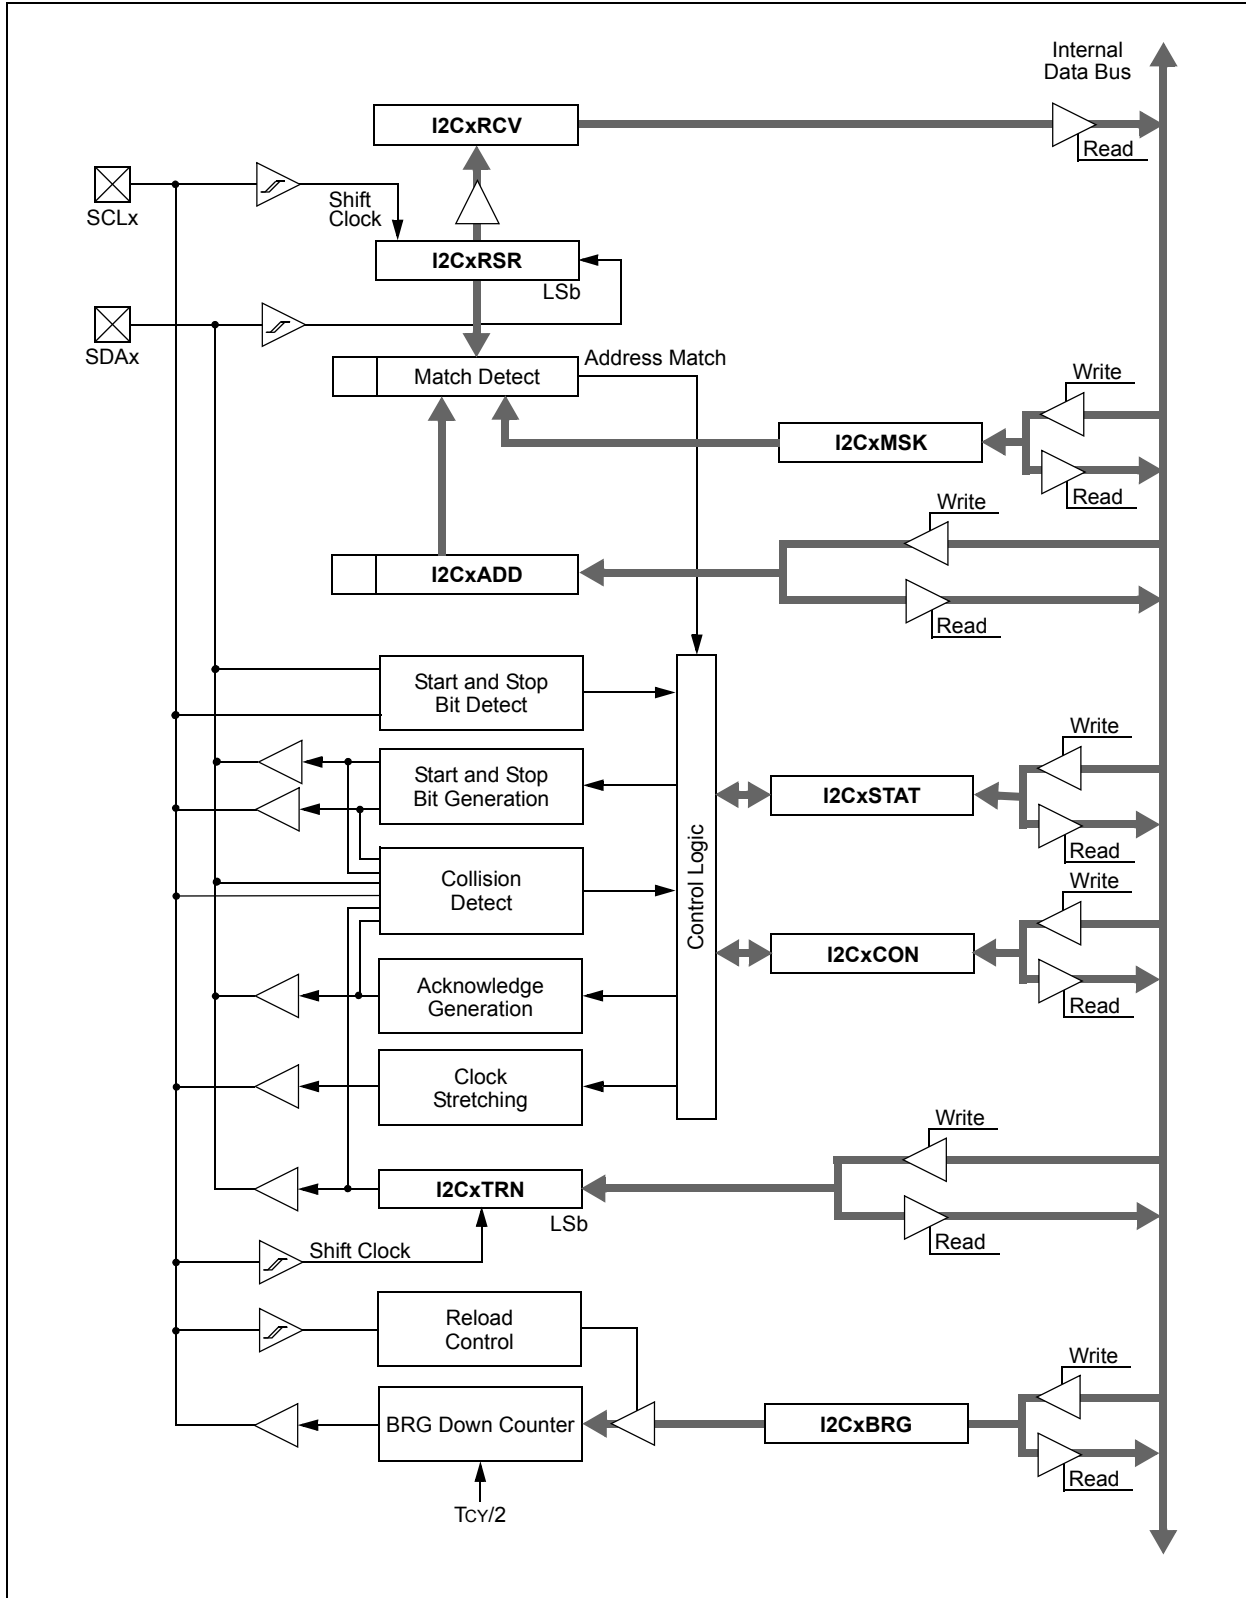 Internal
Data Bus
I2CxRCV
Read
SCLx
Shift
Clock
I2CxRSR
LSb
SDAx
Address Match
Match Detect
Write
I2CxMSK
Read
Write
I2CxADD
Read
Start and Stop
Bit Detect
Write
Start and Stop
Bit Generation
I2CxSTAT
Read
Control Logic
Collision
Detect
Write
I2CxCON
Read
Acknowledge
Generation
Clock
Stretching
Write
I2CxTRN
LSb
Read
Shift Clock
Reload
Control
Write
BRG Down Counter
I2CxBRG
Read
TCY/2